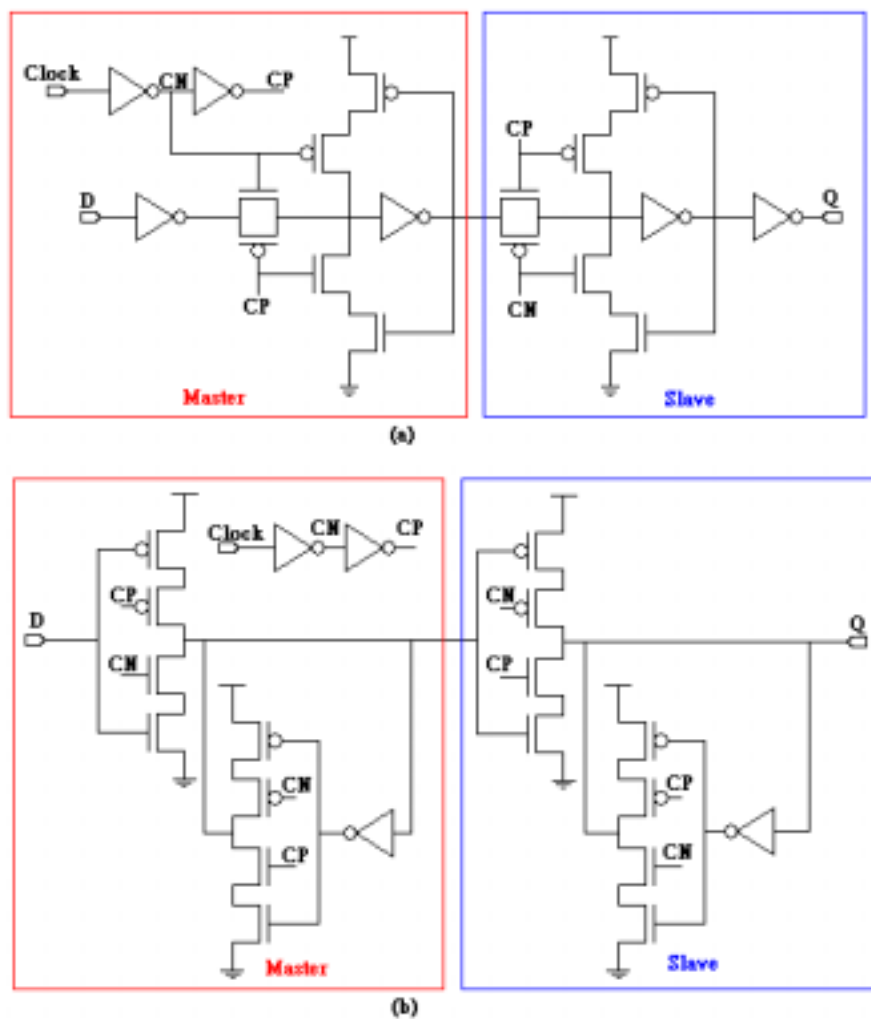 Clock
CN
CP
CP
D
Q
CP
CN
Master
Slave
(a)
Clock
CN
CP
CP
CN
D
Q
CN
CP
CN
CP
CP
CN
Master
Slave
(b)